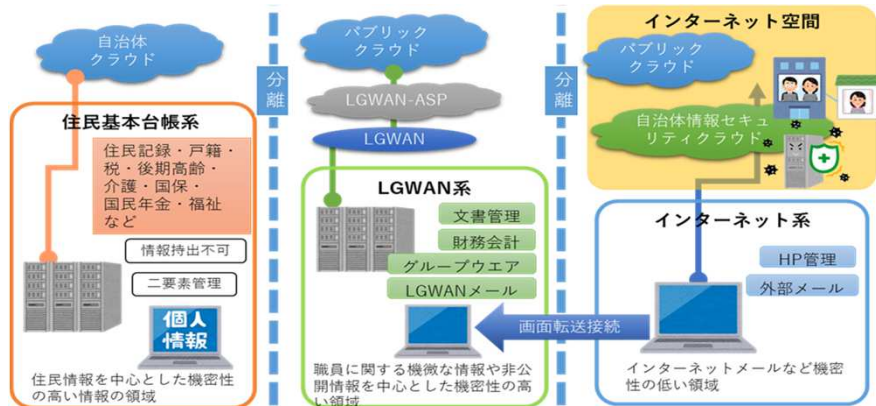 自治体
クラウド
住民基本台帳系
住民記録・戸籍・
税・後期高齢・
介護・国保・
国民年金・福祉
など
情報持出不可
二要素管理
個人
情報
住民情報を中心とした機密性
の高い情報の領域
分離
パブリック
クラウド
LGWAN-ASP
LGWAN
LGWAN系
文書管理
財務会計
グループウエア
LGWANメール
職員に関する機微な情報や非公
開情報を中心とした機密性の高
い領域
分離
インターネット空間
パブリック
クラウド
自治体情報セキュ
リティクラウド
インターネット系
HP管理
外部メール
画面転送接続
インターネットメールなど機密
性の低い領域